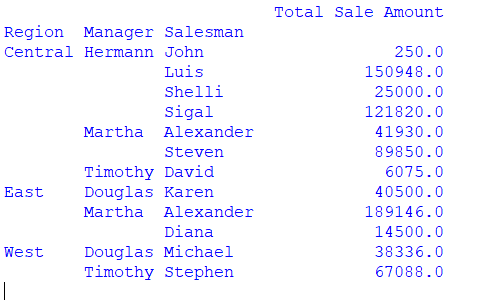 Total Sale Amount
Region Manager Salesman
Central Hermann John 250.0
Luis 150948.0
Shelli 25000.0
Sigal 121820.0
Martha Alexander 41930.0
Steven 89850.0
Timothy David 6075.0
East Douglas Karen 40500.0
Martha Alexander 189146.0
Diana 14500.0
West Douglas Michael 38336.0
Timothy Stephen 67088.0